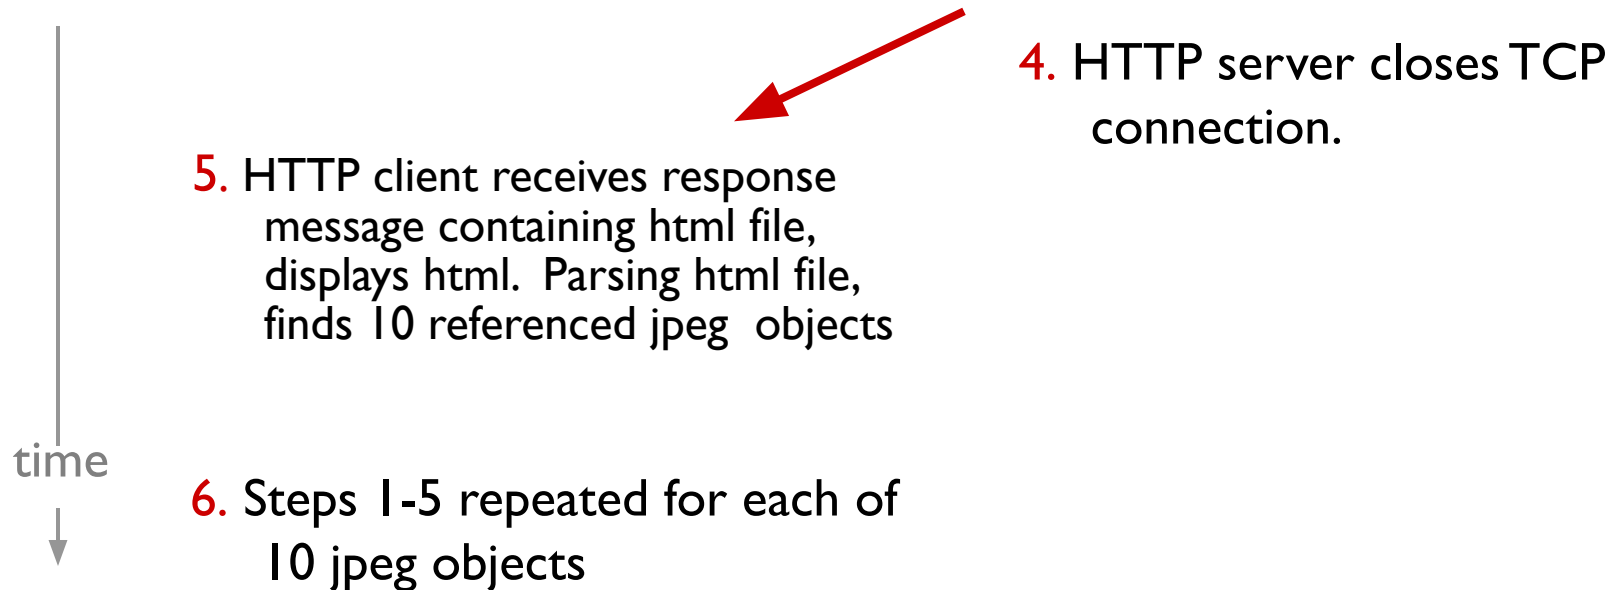 4. HTTP server closes TCP
connection.
5. HTTP client receives response
message containing html file,
displays html.  Parsing html file,
finds 10 referenced jpeg  objects
time
6. Steps 1-5 repeated for each of
10 jpeg objects